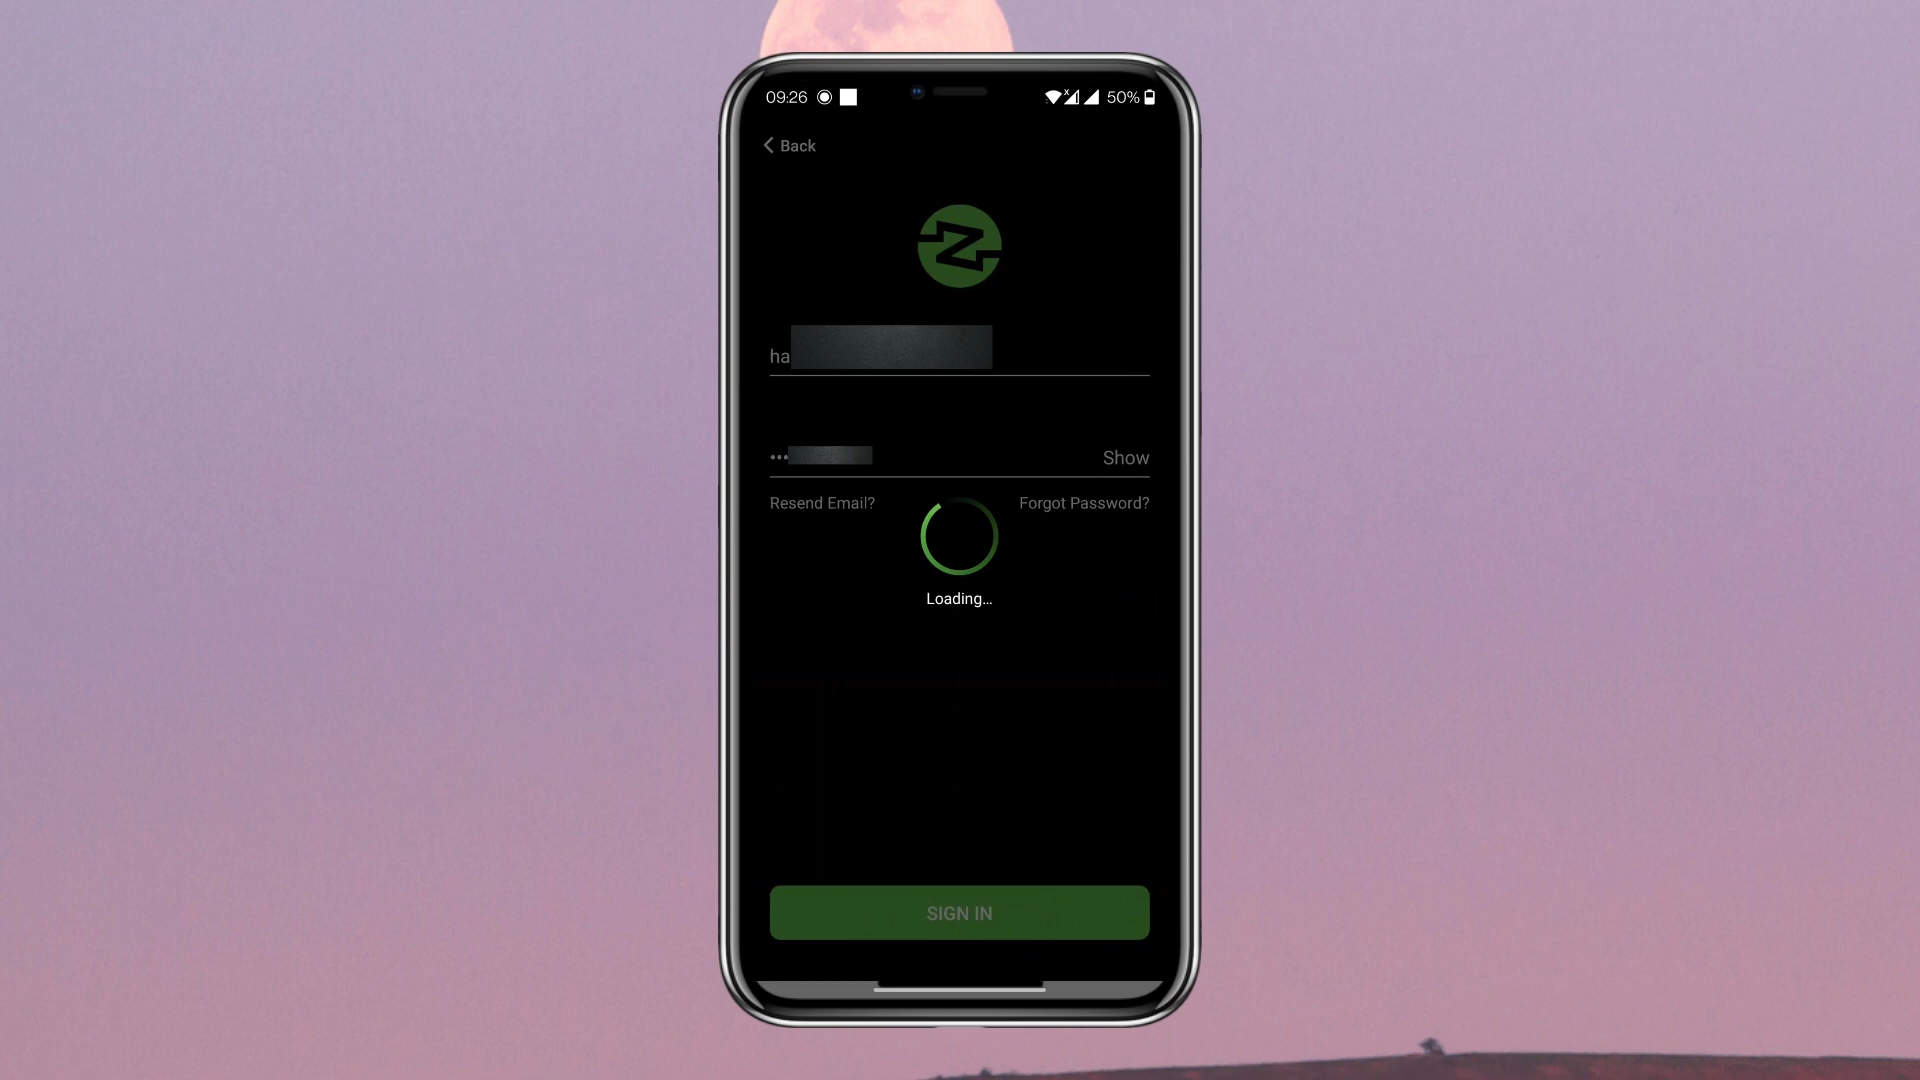 09:26 50%
Back
Z
ha
••• Show
Resend Email? Forgot Password?
Loading...
SIGN IN